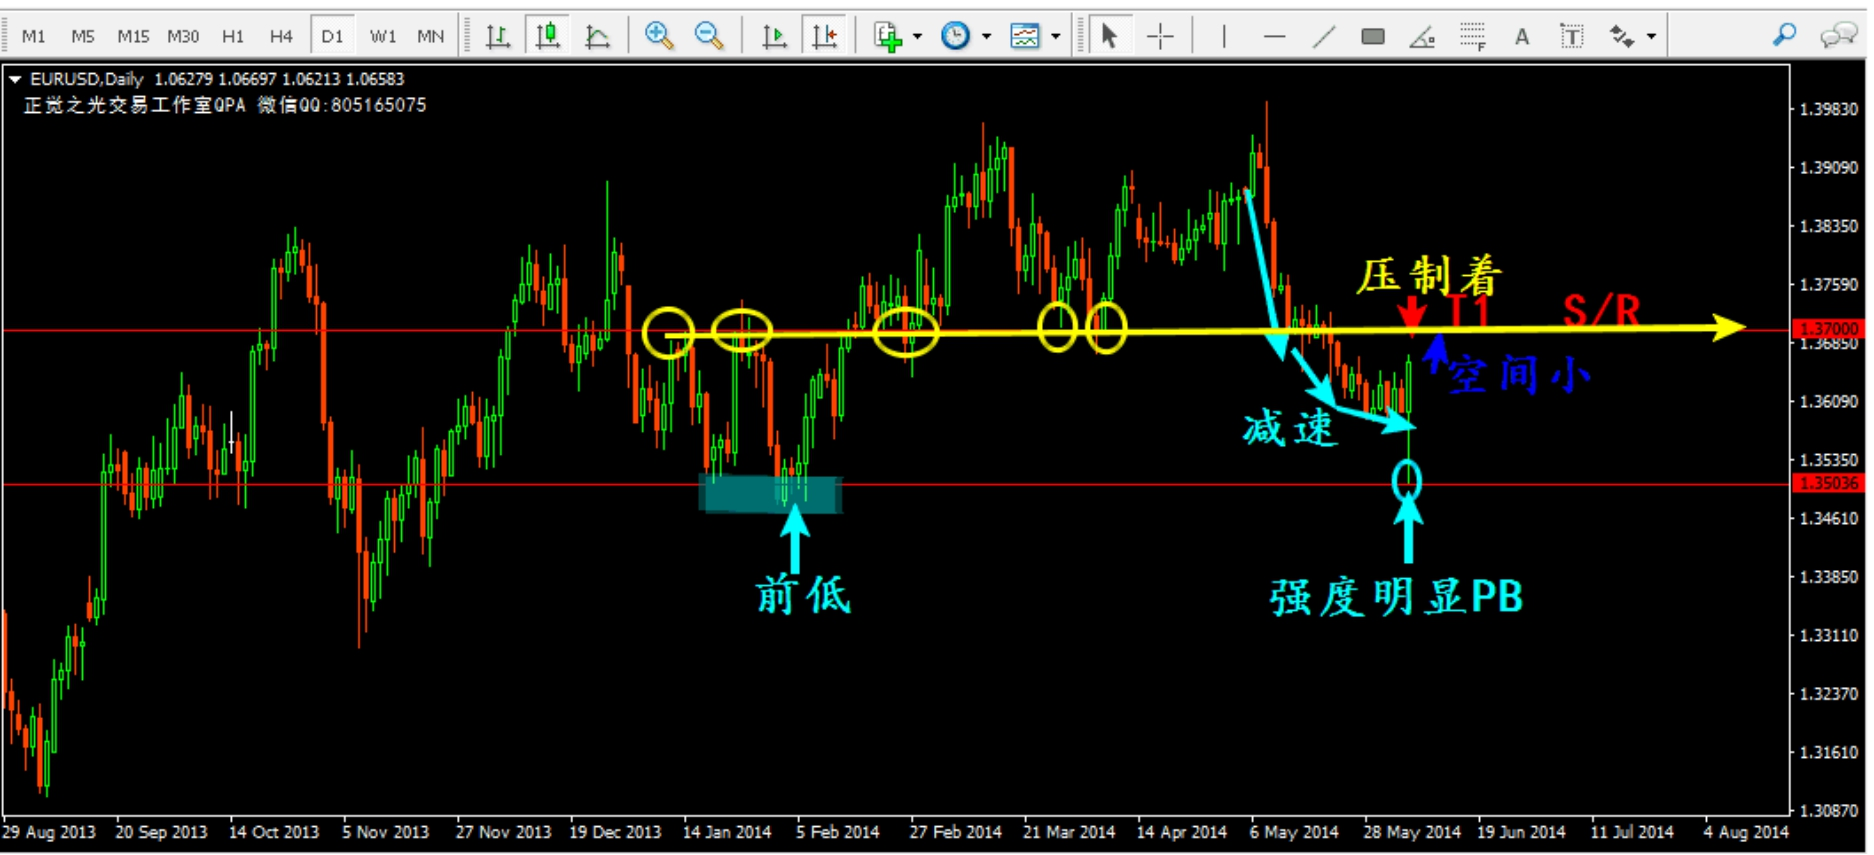 M1 M5 M15 M30 H1 H4 D1 W1 MN F A T
EURUSD,Daily 1.06279 1.06697 1.06213 1.06583
正觉之光交易工作室QPA 微信QQ:805165075
1.39830
1.39090
1.38350
压制着
1.37590
T1 S/R
1.37000
1.36850
空间小
1.36090
减速
1.35350
1.35036
1.34610
前低
强度明显PB
1.33850
1.33110
1.32370
1.31610
1.30870
29 Aug 2013 20 Sep 2013 14 Oct 2013 5 Nov 2013 27 Nov 2013 19 Dec 2013 14 Jan 2014 5 Feb 2014 27 Feb 2014 21 Mar 2014 14 Apr 2014 6 May 2014 28 May 2014 19 Jun 2014 11 Jul 2014 4 Aug 2014